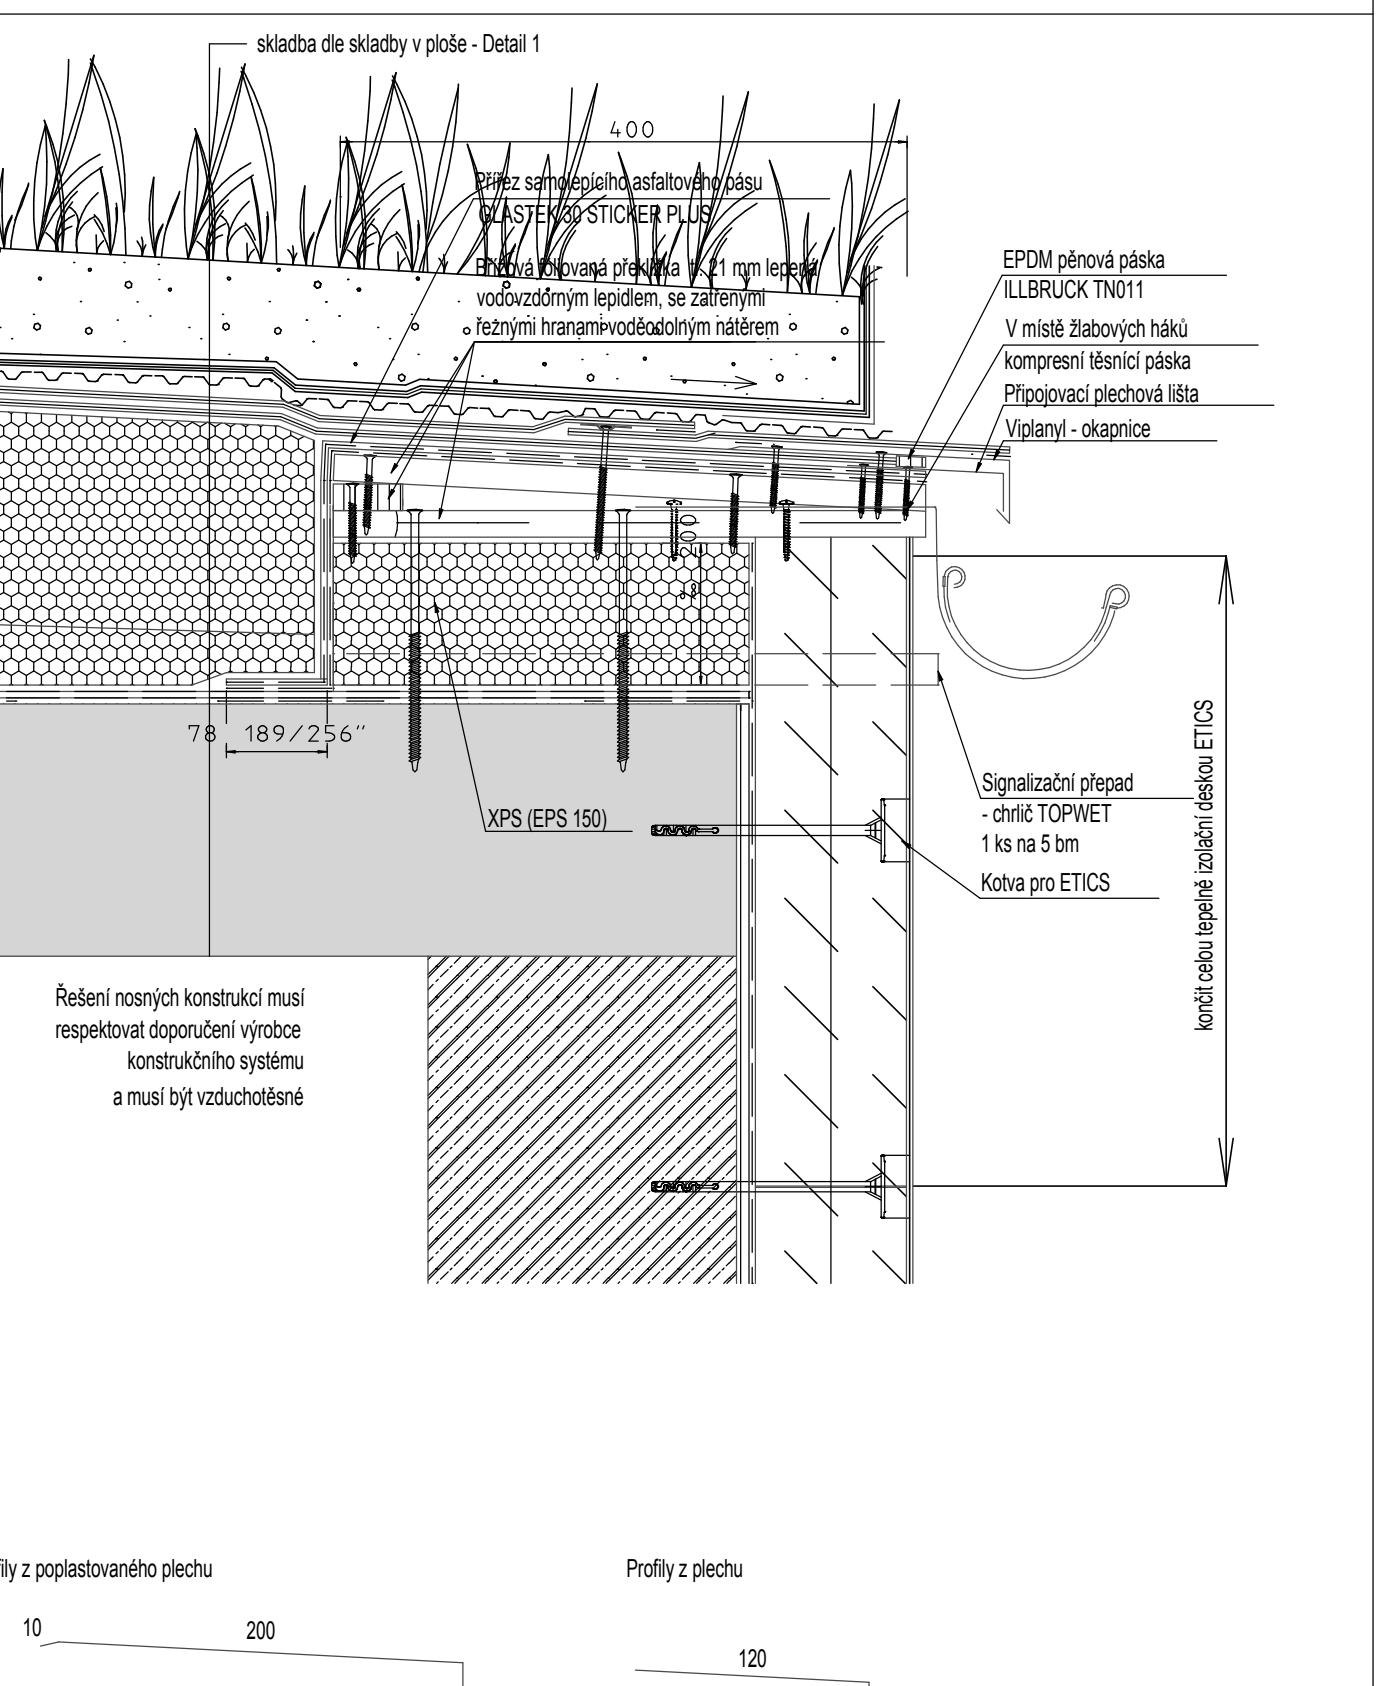 skladba dle skladby v ploše - Detail 1
400
Přířez samolepícího asfaltového pásu
GLASTEK 30 STICKER PLUS
Břízová foliovaná překližka tl. 21 mm lepená
vodovzdorným lepidlem, se zatřenými
řeznými hranami voděodolným nátěrem
EPDM pěnová páska
ILLBRUCK TN011
V místě žlabových háků
kompresní těsnící páska
Připojovací plechová lišta
Viplanyl - okapnice
200
78 189/256"
XPS (EPS 150)
Signalizační přepad
- chrlič TOPWET
1 ks na 5 bm
Kotva pro ETICS
končit celou tepelně izolační deskou ETICS
Řešení nosných konstrukcí musí
respektovat doporučení výrobce
konstrukčního systému
a musí být vzduchotěsné
ily z poplastovaného plechu
Profily z plechu
10
200
120